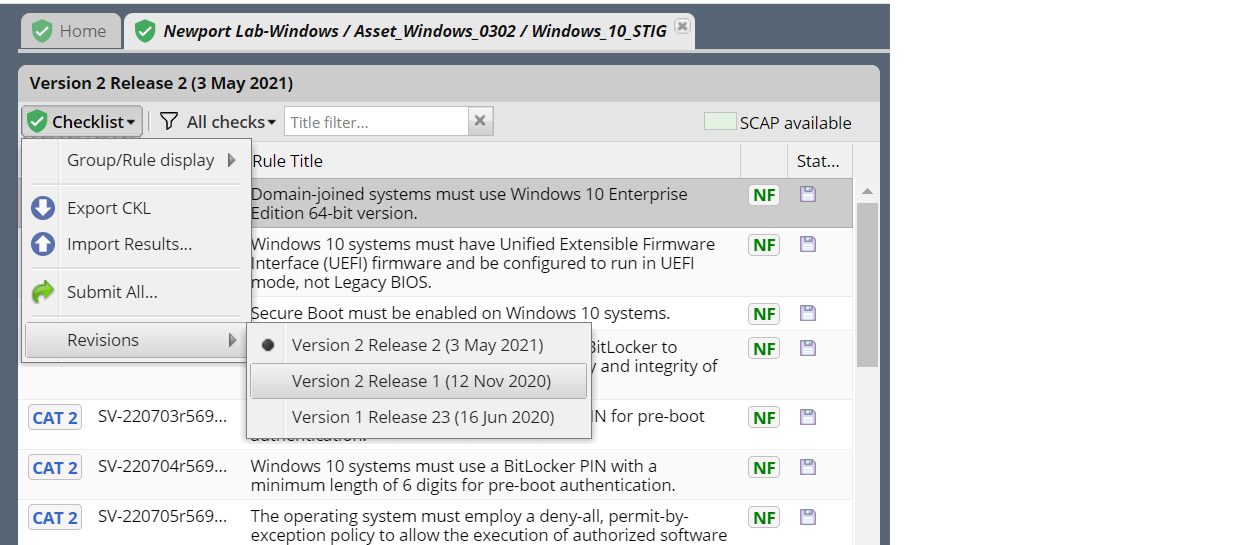 Home
Newport Lab-Windows / Asset_Windows_0302 / Windows_10_STIG
Version 2 Release 2 (3 May 2021)
Checklist
All checks
Title filter...
SCAP available
Group/Rule display
Export CKL
Import Results...
Submit All...
Revisions
Version 2 Release 2 (3 May 2021)
Version 2 Release 1 (12 Nov 2020)
Version 1 Release 23 (16 Jun 2020)
Rule Title
Stat...
Domain-joined systems must use Windows 10 Enterprise
Edition 64-bit version.
NF
Windows 10 systems must have Unified Extensible Firmware
Interface (UEFI) firmware and be configured to run in UEFI
mode, not Legacy BIOS.
NF
Secure Boot must be enabled on Windows 10 systems.
NF
BitLocker to
and integrity of
NF
CAT 2 SV-220703r569... IN for pre-boot
authentication.
NF
CAT 2 SV-220704r569... Windows 10 systems must use a BitLocker PIN with a
minimum length of 6 digits for pre-boot authentication.
NF
CAT 2 SV-220705r569... The operating system must employ a deny-all, permit-by-
exception policy to allow the execution of authorized software
NF